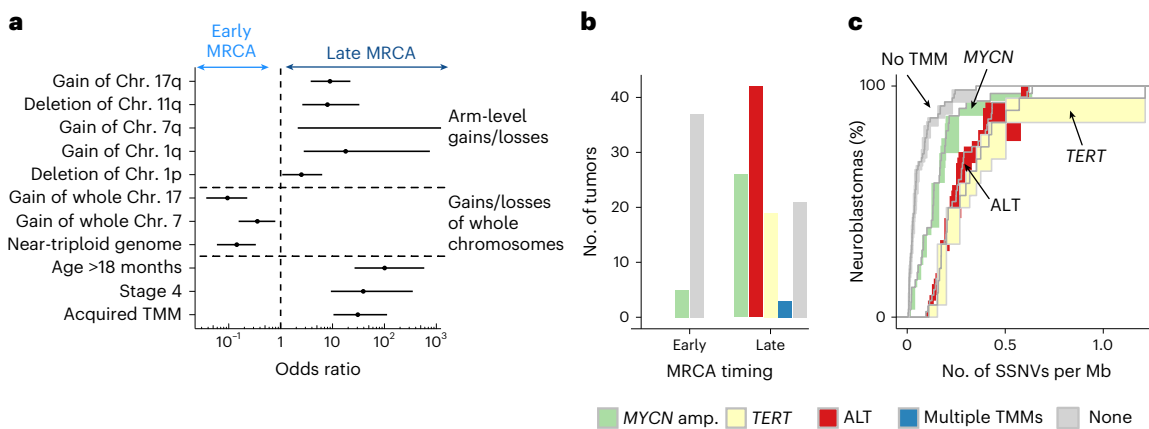 a
Early
MRCA
Late MRCA
Gain of Chr. 17q
Deletion of Chr. 11q
Gain of Chr. 7q
Gain of Chr. 1q
Deletion of Chr. 1p
Gain of whole Chr. 17
Gain of whole Chr. 7
Near-triploid genome
Age >18 months
Stage 4
Acquired TMM
Arm-level
gains/losses
Gains/losses
of whole
chromosomes
10⁻¹ 1 10¹ 10² 10³
Odds ratio
b
No. of tumors
40
30
20
10
0
Early Late
MRCA timing
c
No TMM
MYCN
TERT
ALT
Neuroblastomas (%)
100
0
0 0.5 1.0
No. of SSNVs per Mb
MYCN amp. TERT ALT Multiple TMMs None